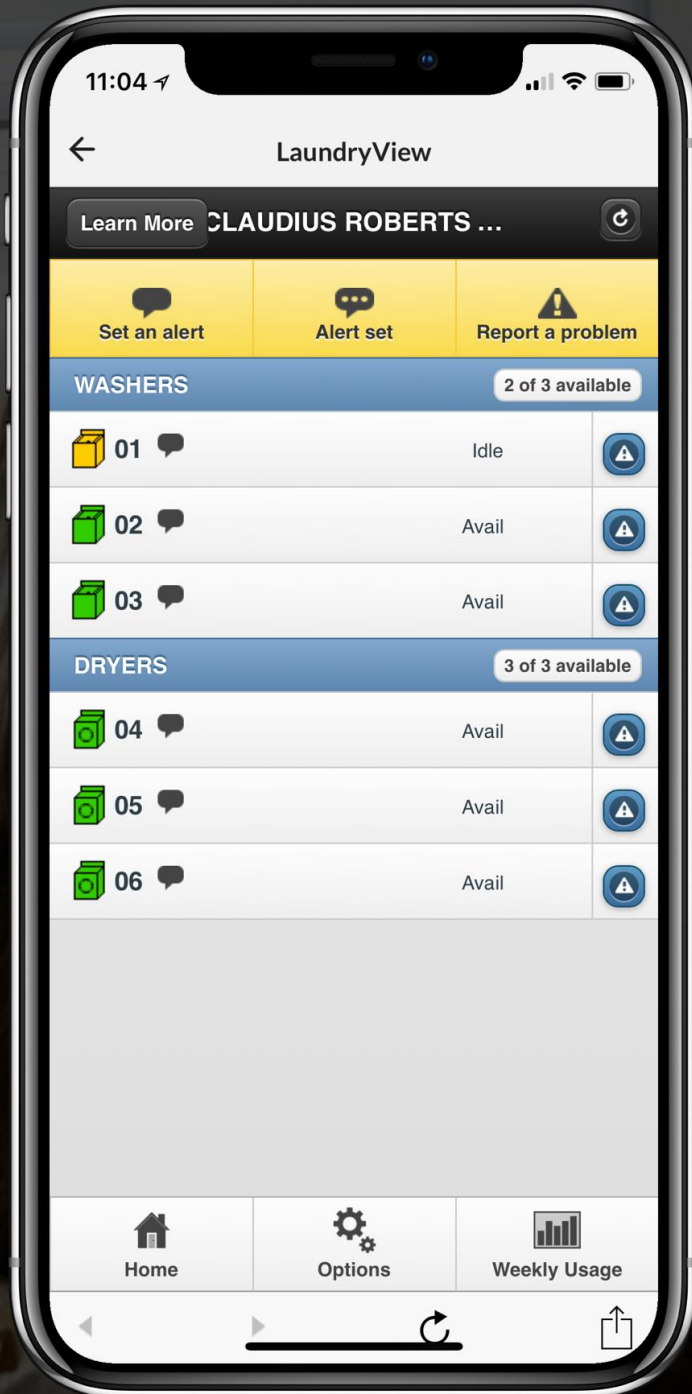 11:04
LaundryView
Learn More CLAUDIUS ROBERTS ...
Set an alert Alert set Report a problem
WASHERS 2 of 3 available
01 Idle
02 Avail
03 Avail
DRYERS 3 of 3 available
04 Avail
05 Avail
06 Avail
Home Options Weekly Usage